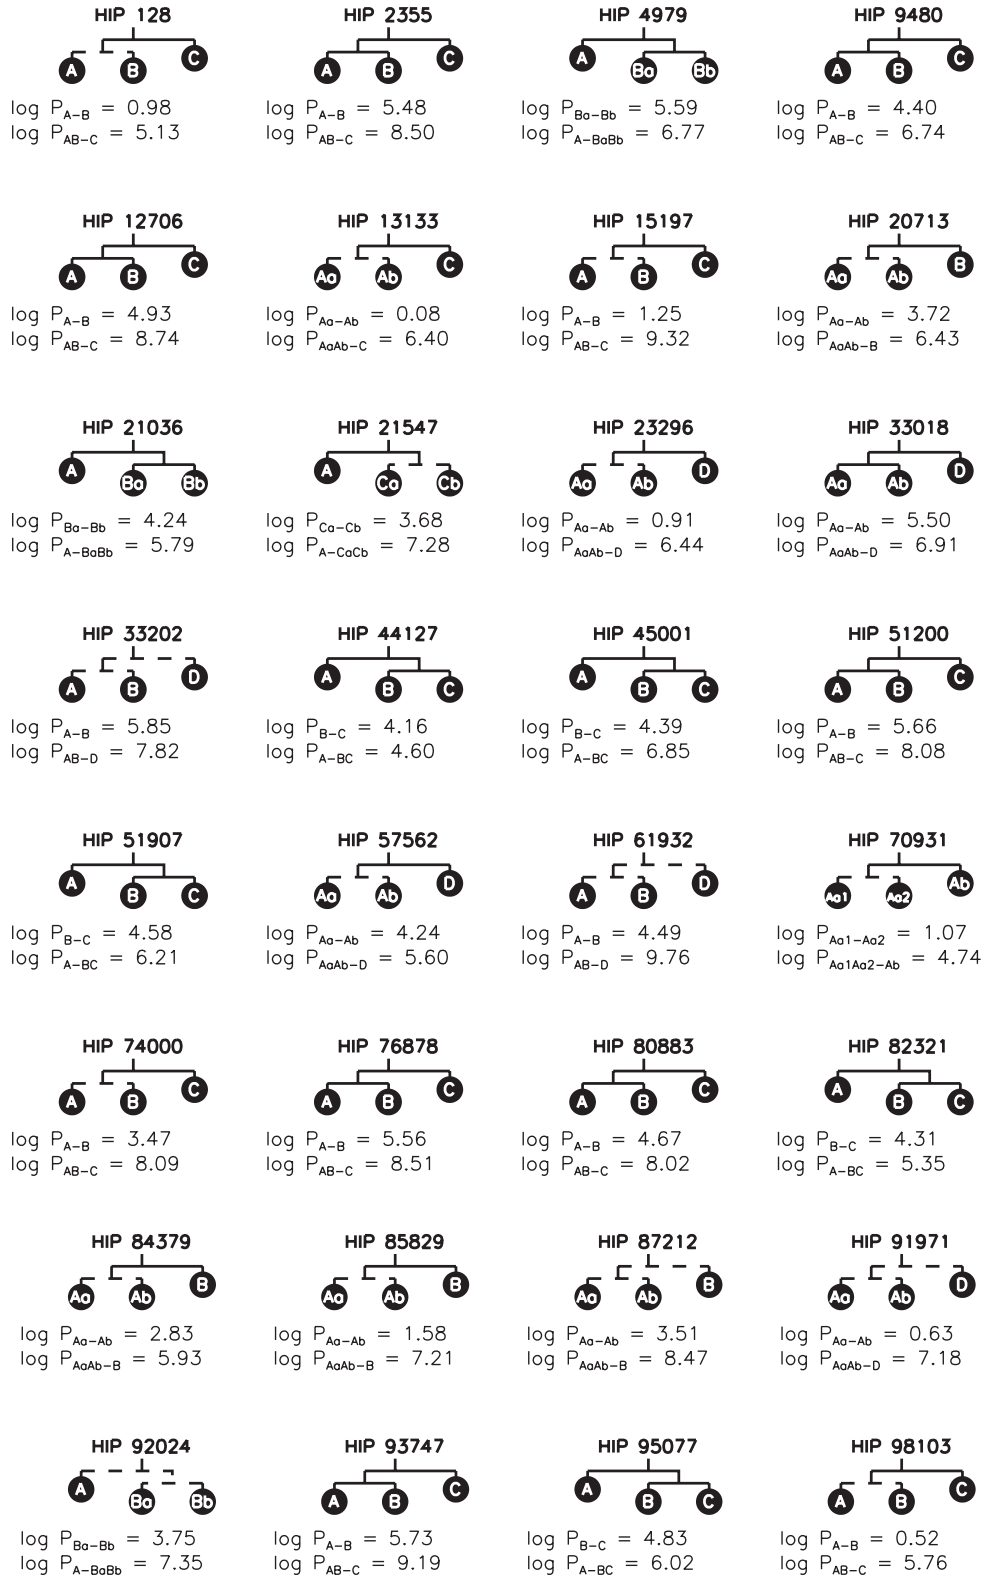 HIP 128
A B C
log P_A-B = 0.98
log P_AB-C = 5.13
HIP 2355
A B C
log P_A-B = 5.48
log P_AB-C = 8.50
HIP 4979
A Ba Bb
log P_Ba-Bb = 5.59
log P_A-BaBb = 6.77
HIP 9480
A B C
log P_A-B = 4.40
log P_AB-C = 6.74
HIP 12706
A B C
log P_A-B = 4.93
log P_AB-C = 8.74
HIP 13133
Aa Ab C
log P_Aa-Ab = 0.08
log P_AaAb-C = 6.40
HIP 15197
A B C
log P_A-B = 1.25
log P_AB-C = 9.32
HIP 20713
Aa Ab B
log P_Aa-Ab = 3.72
log P_AaAb-B = 6.43
HIP 21036
A Ba Bb
log P_Ba-Bb = 4.24
log P_A-BaBb = 5.79
HIP 21547
A Ca Cb
log P_Ca-Cb = 3.68
log P_A-CaCb = 7.28
HIP 23296
Aa Ab D
log P_Aa-Ab = 0.91
log P_AaAb-D = 6.44
HIP 33018
Aa Ab D
log P_Aa-Ab = 5.50
log P_AaAb-D = 6.91
HIP 33202
A B D
log P_A-B = 5.85
log P_AB-D = 7.82
HIP 44127
A B C
log P_B-C = 4.16
log P_A-BC = 4.60
HIP 45001
A B C
log P_B-C = 4.39
log P_A-BC = 6.85
HIP 51200
A B C
log P_A-B = 5.66
log P_AB-C = 8.08
HIP 51907
A B C
log P_B-C = 4.58
log P_A-BC = 6.21
HIP 57562
Aa Ab D
log P_Aa-Ab = 4.24
log P_AaAb-D = 5.60
HIP 61932
A B D
log P_A-B = 4.49
log P_AB-D = 9.76
HIP 70931
Aa1 Aa2 Ab
log P_Aa1-Aa2 = 1.07
log P_Aa1Aa2-Ab = 4.74
HIP 74000
A B C
log P_A-B = 3.47
log P_AB-C = 8.09
HIP 76878
A B C
log P_A-B = 5.56
log P_AB-C = 8.51
HIP 80883
A B C
log P_A-B = 4.67
log P_AB-C = 8.02
HIP 82321
A B C
log P_B-C = 4.31
log P_A-BC = 5.35
HIP 84379
Aa Ab B
log P_Aa-Ab = 2.83
log P_AaAb-B = 5.93
HIP 85829
Aa Ab B
log P_Aa-Ab = 1.58
log P_AaAb-B = 7.21
HIP 87212
Aa Ab B
log P_Aa-Ab = 3.51
log P_AaAb-B = 8.47
HIP 91971
Aa Ab D
log P_Aa-Ab = 0.63
log P_AaAb-D = 7.18
HIP 92024
A Ba Bb
log P_Ba-Bb = 3.75
log P_A-BaBb = 7.35
HIP 93747
A B C
log P_A-B = 5.73
log P_AB-C = 9.19
HIP 95077
A B C
log P_B-C = 4.83
log P_A-BC = 6.02
HIP 98103
A B C
log P_A-B = 0.52
log P_AB-C = 5.76